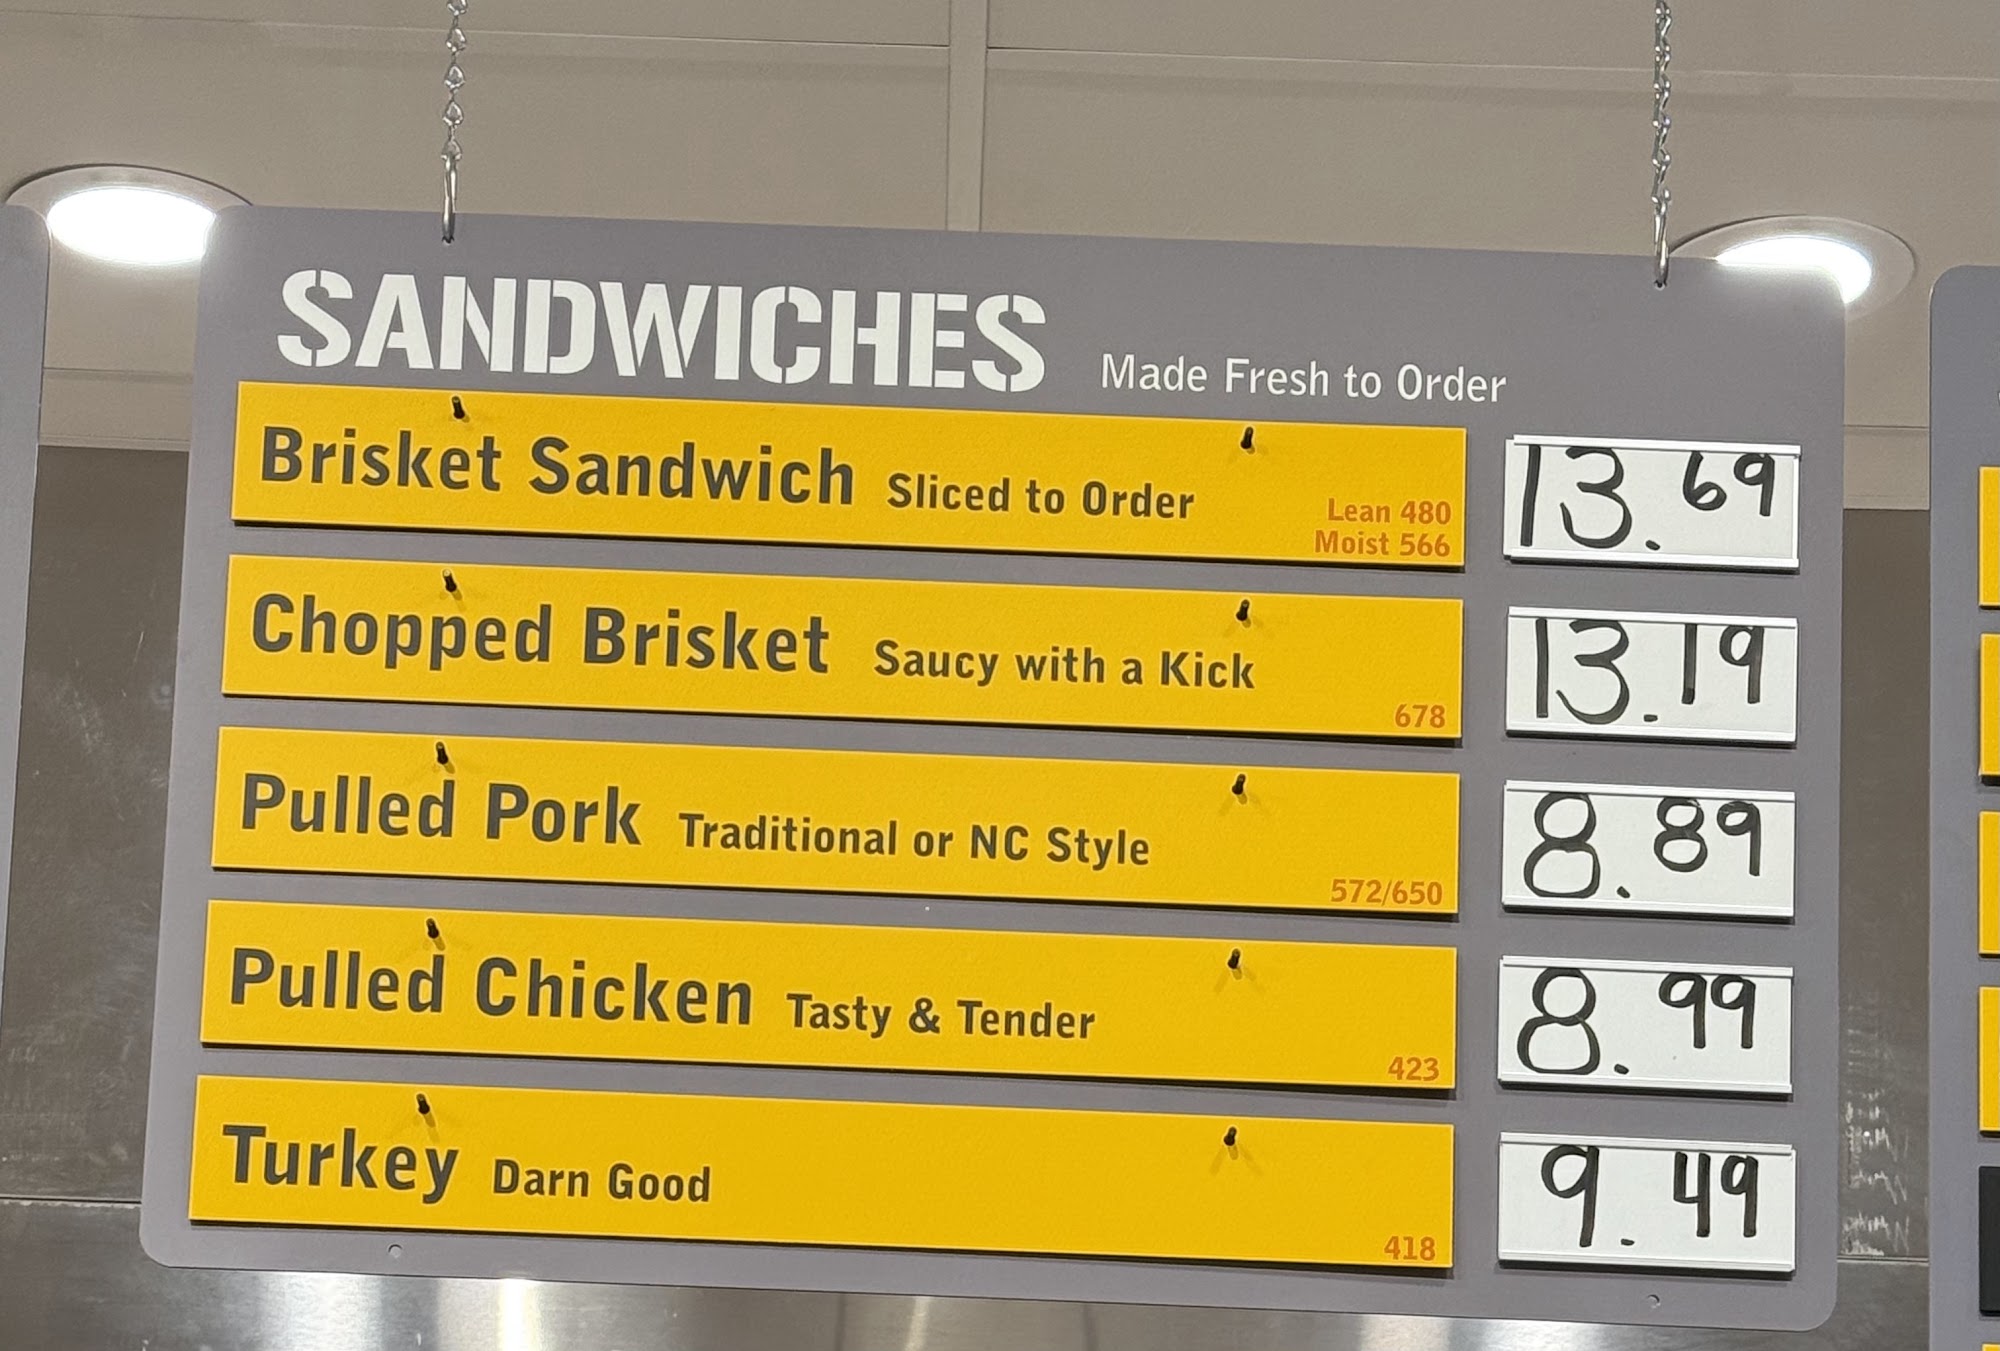 SANDWICHES Made Fresh to Order
Brisket Sandwich Sliced to Order Lean 480 13.69
Moist 566
Chopped Brisket Saucy with a Kick 678 13.19
Pulled Pork Traditional or NC Style 572/650 8.89
Pulled Chicken Tasty & Tender 423 8.99
Turkey Darn Good 418 9.49